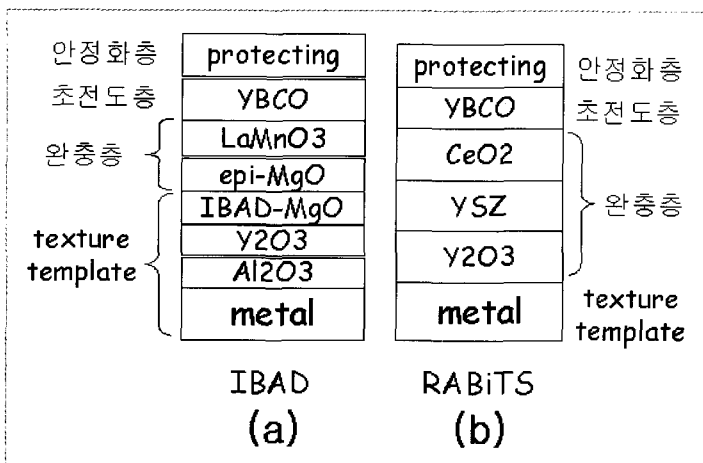 안정화층
초전도층
완충층
texture
template
protecting
YBCO
LaMnO3
epi-MgO
IBAD-MgO
Y2O3
Al2O3
metal
IBAD
(a)
protecting
YBCO
CeO2
YSZ
Y2O3
metal
RABiTS
(b)
안정화층
초전도층
완충층
texture
template